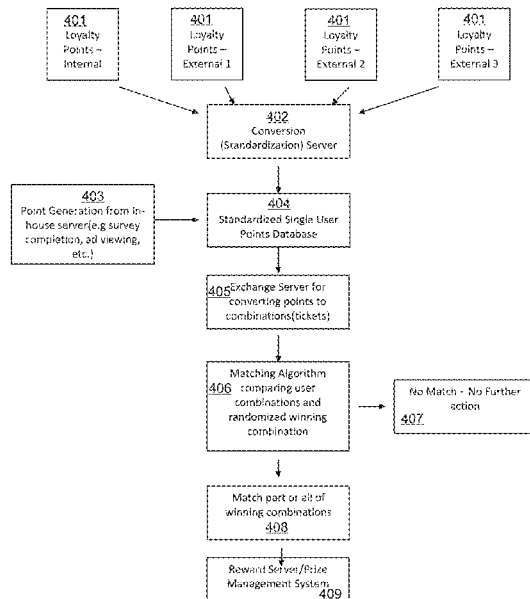 401
Loyalty
Points –
Internal
401
Loyalty
Points –
External 1
401
Loyalty
Points –
External 2
401
Loyalty
Points –
External 3
402
Conversion
(Standardization) Server
403
Point Generation from in-
house server(e.g survey
completion, ad viewing,
etc.)
404
Standardized Single User
Points Database
405
Exchange Server for
converting points to
combinations(tickets)
406
Matching Algorithm
comparing user
combinations and
randomized winning
combination
No Match - No Further
action
407
Match part or all of
winning combinations
408
Reward Server/Prize
Management System
409